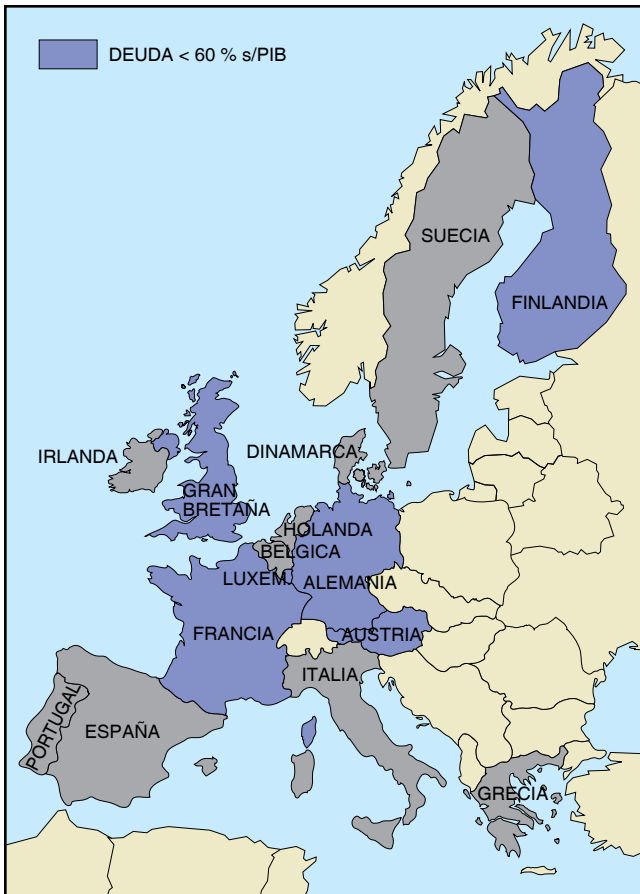 DEUDA < 60 % s/PIB
SUECIA
FINLANDIA
IRLANDA
DINAMARCA
GRAN
BRETAÑA
HOLANDA
BELGICA
LUXEM.
ALEMANIA
FRANCIA
AUSTRIA
ITALIA
PORTUGAL
ESPAÑA
GRECIA